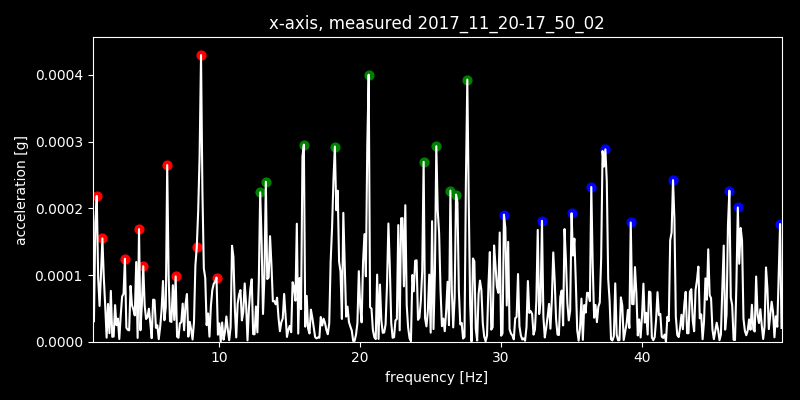 x-axis, measured 2017_11_20-17_50_02
0.0004
0.0003
0.0002
0.0001
0.0000
acceleration [g]
10 20 30 40
frequency [Hz]